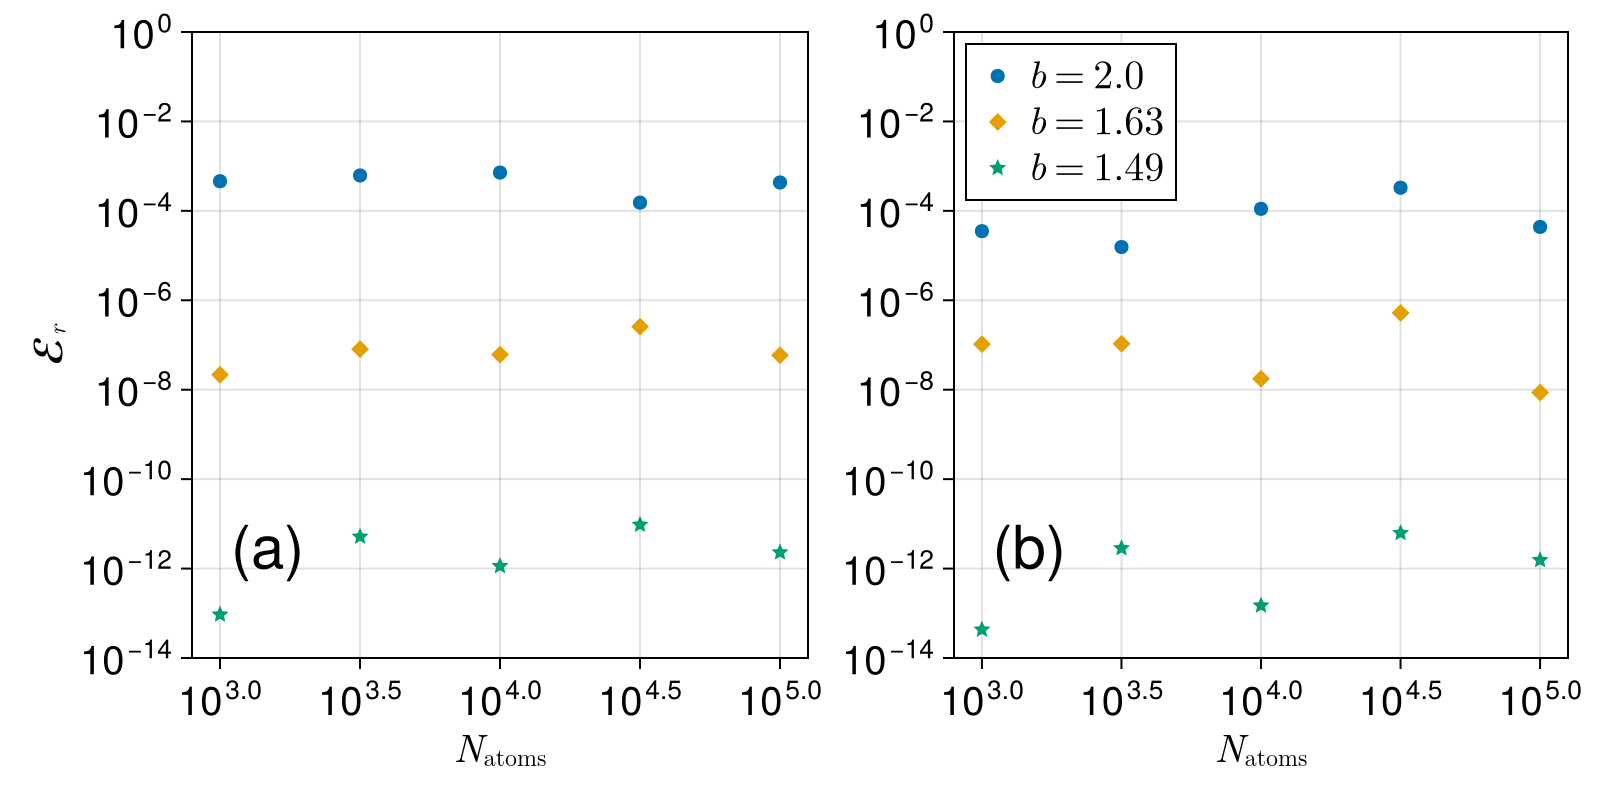 10^0 10^0
b = 2.0
b = 1.63
b = 1.49
10^−2 10^−2
10^−4 10^−4
10^−6 10^−6
ℰ_r
10^−8 10^−8
10^−10 10^−10
(a) (b)
10^−12 10^−12
10^−14 10^−14
10^3.0 10^3.5 10^4.0 10^4.5 10^5.0 10^3.0 10^3.5 10^4.0 10^4.5 10^5.0
N_atoms N_atoms